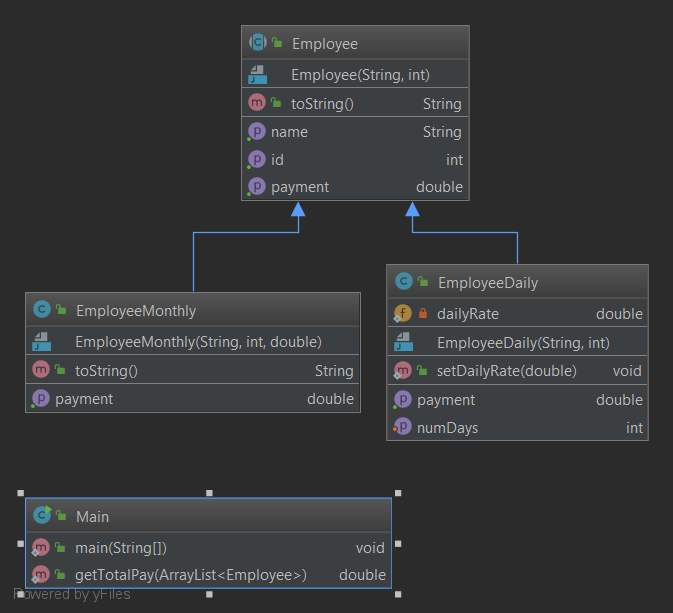 Employee
Employee(String, int)
toString() String
name String
id int
payment double
EmployeeMonthly
EmployeeMonthly(String, int, double)
toString() String
payment double
EmployeeDaily
dailyRate double
EmployeeDaily(String, int)
setDailyRate(double) void
payment double
numDays int
Main
main(String[]) void
getTotalPay(ArrayList<Employee>) double
Powered by yFiles